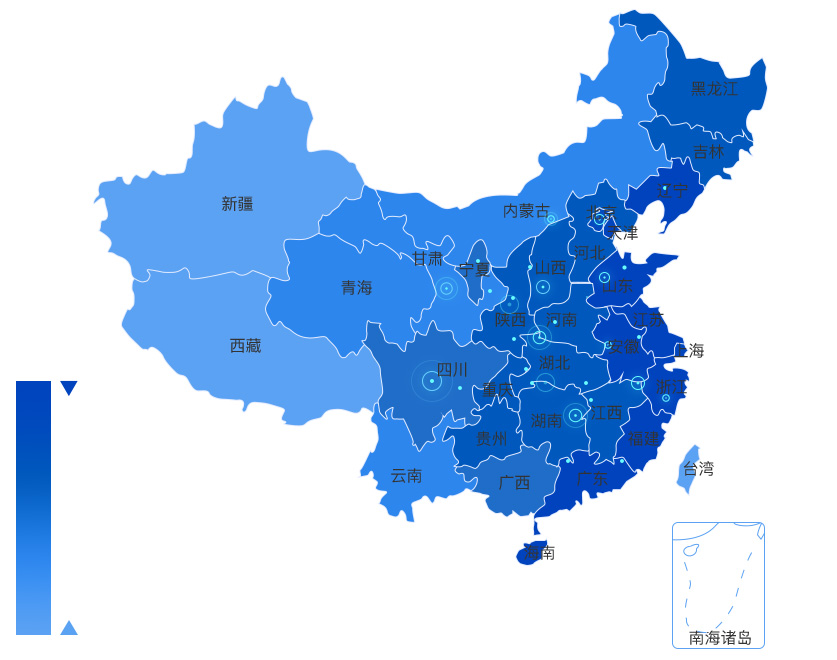 黑龙江
吉林
辽宁
新疆
内蒙古
北京
天津
河北
甘肃
宁夏
山西
青海
山东
陕西
河南
江苏
西藏
安徽
上海
湖北
四川
重庆
浙江
湖南
江西
贵州
福建
台湾
云南
广西
广东
海南
南海诸岛